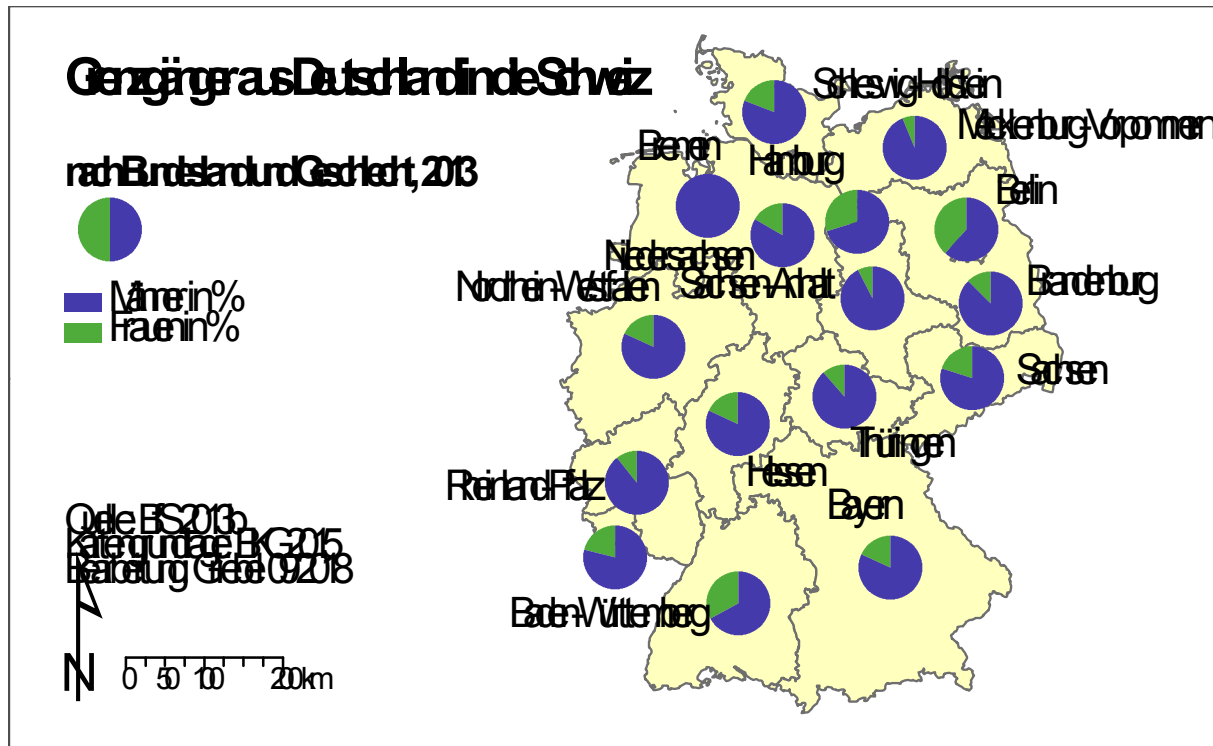 Grenzgänger aus Deutschland in die Schweiz
nach Bundesland und Geschlecht, 2013
Männer in %
Frauen in %
Schleswig-Holstein
Mecklenburg-Vorpommern
Bremen
Hamburg
Berlin
Niedersachsen
Nordrhein-Westfalen
Sachsen-Anhalt
Brandenburg
Sachsen
Thüringen
Hessen
Rheinland-Pfalz
Bayern
Baden-Württemberg
Quelle: BfS 2013b
Kartengrundlage: BKG 2015
Bearbeitung: Grebel 09/2018
N
0 50 100 200 km